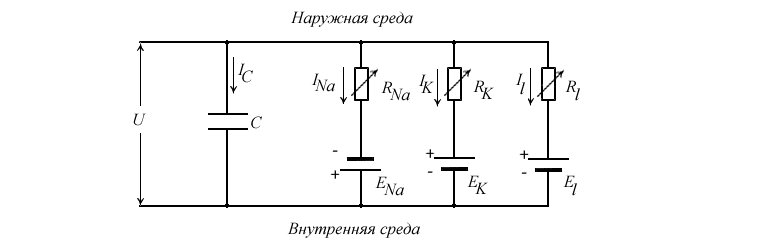 Наружная среда
I_C
I_Na
R_Na
I_K
R_K
I_l
R_l
U
C
-
+
E_Na
+
-
E_K
+
-
E_l
Внутренняя среда